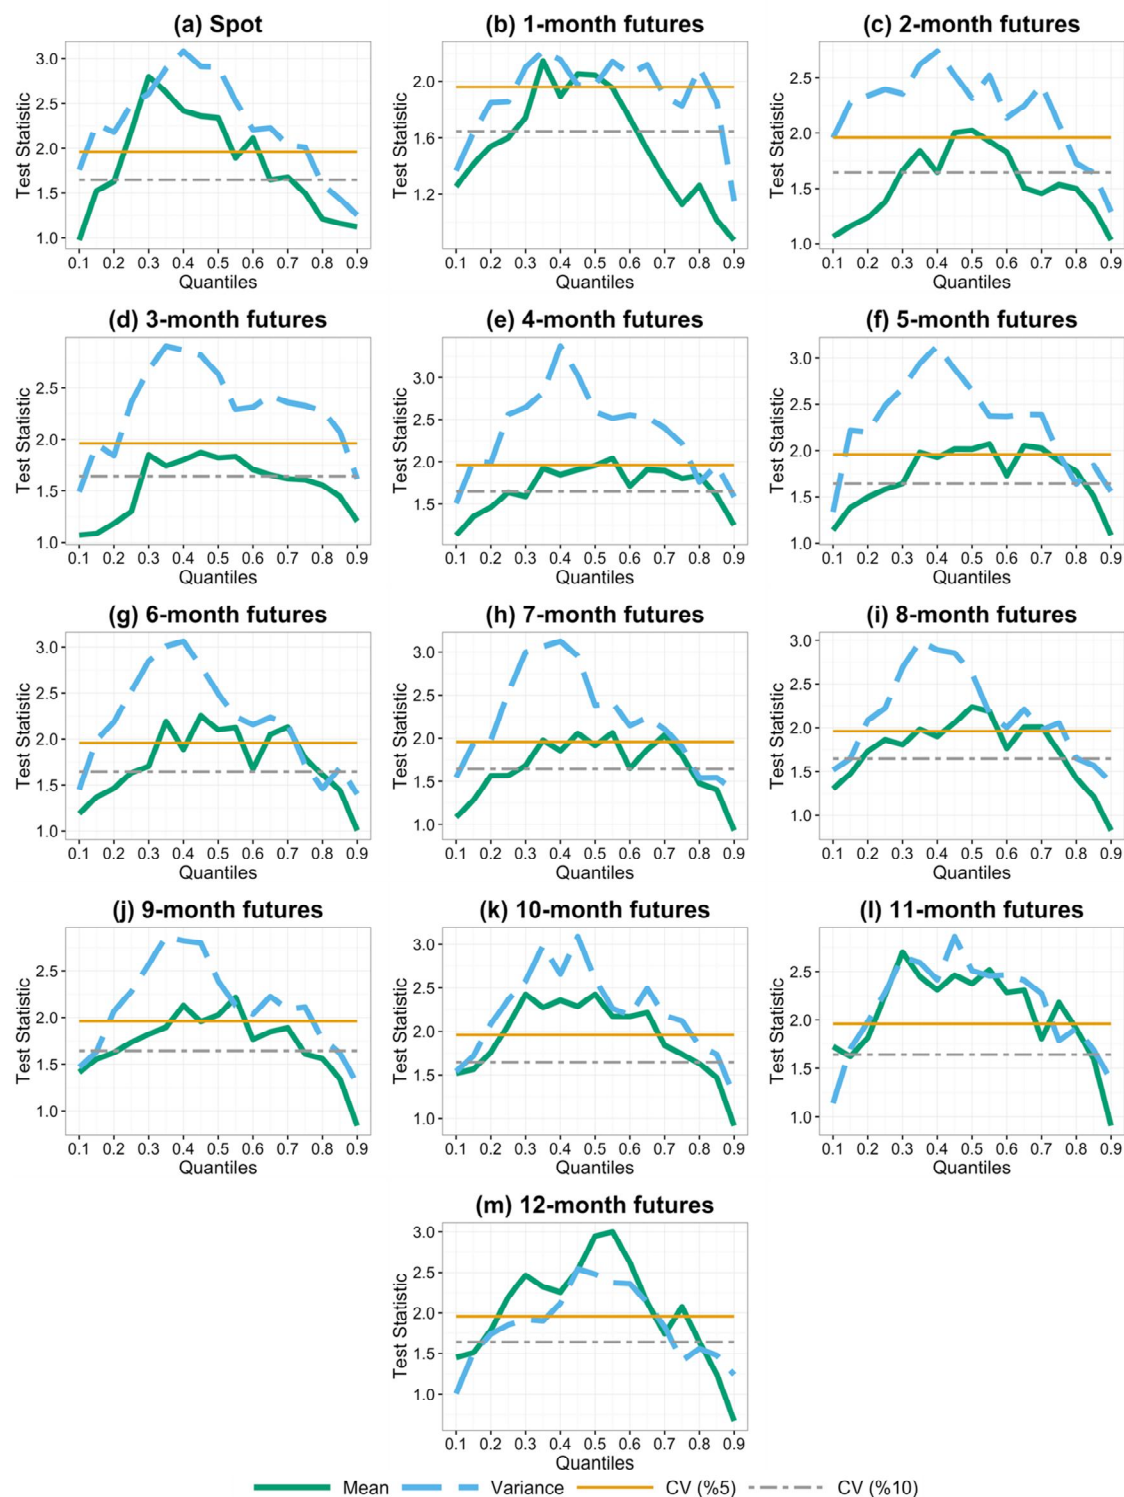 (a) Spot
Test Statistic
3.0
2.5
2.0
1.5
1.0
0.1 0.2 0.3 0.4 0.5 0.6 0.7 0.8 0.9
Quantiles
(b) 1-month futures
Test Statistic
2.0
1.6
1.2
0.1 0.2 0.3 0.4 0.5 0.6 0.7 0.8 0.9
Quantiles
(c) 2-month futures
Test Statistic
2.5
2.0
1.5
1.0
0.1 0.2 0.3 0.4 0.5 0.6 0.7 0.8 0.9
Quantiles
(d) 3-month futures
Test Statistic
2.5
2.0
1.5
1.0
0.1 0.2 0.3 0.4 0.5 0.6 0.7 0.8 0.9
Quantiles
(e) 4-month futures
Test Statistic
3.0
2.5
2.0
1.5
0.1 0.2 0.3 0.4 0.5 0.6 0.7 0.8 0.9
Quantiles
(f) 5-month futures
Test Statistic
3.0
2.5
2.0
1.5
1.0
0.1 0.2 0.3 0.4 0.5 0.6 0.7 0.8 0.9
Quantiles
(g) 6-month futures
Test Statistic
3.0
2.5
2.0
1.5
1.0
0.1 0.2 0.3 0.4 0.5 0.6 0.7 0.8 0.9
Quantiles
(h) 7-month futures
Test Statistic
3.0
2.5
2.0
1.5
1.0
0.1 0.2 0.3 0.4 0.5 0.6 0.7 0.8 0.9
Quantiles
(i) 8-month futures
Test Statistic
3.0
2.5
2.0
1.5
1.0
0.1 0.2 0.3 0.4 0.5 0.6 0.7 0.8 0.9
Quantiles
(j) 9-month futures
Test Statistic
2.5
2.0
1.5
1.0
0.1 0.2 0.3 0.4 0.5 0.6 0.7 0.8 0.9
Quantiles
(k) 10-month futures
Test Statistic
3.0
2.5
2.0
1.5
1.0
0.1 0.2 0.3 0.4 0.5 0.6 0.7 0.8 0.9
Quantiles
(l) 11-month futures
Test Statistic
2.5
2.0
1.5
1.0
0.1 0.2 0.3 0.4 0.5 0.6 0.7 0.8 0.9
Quantiles
(m) 12-month futures
Test Statistic
3.0
2.5
2.0
1.5
1.0
0.1 0.2 0.3 0.4 0.5 0.6 0.7 0.8 0.9
Quantiles
Mean Variance CV (%5) CV (%10)